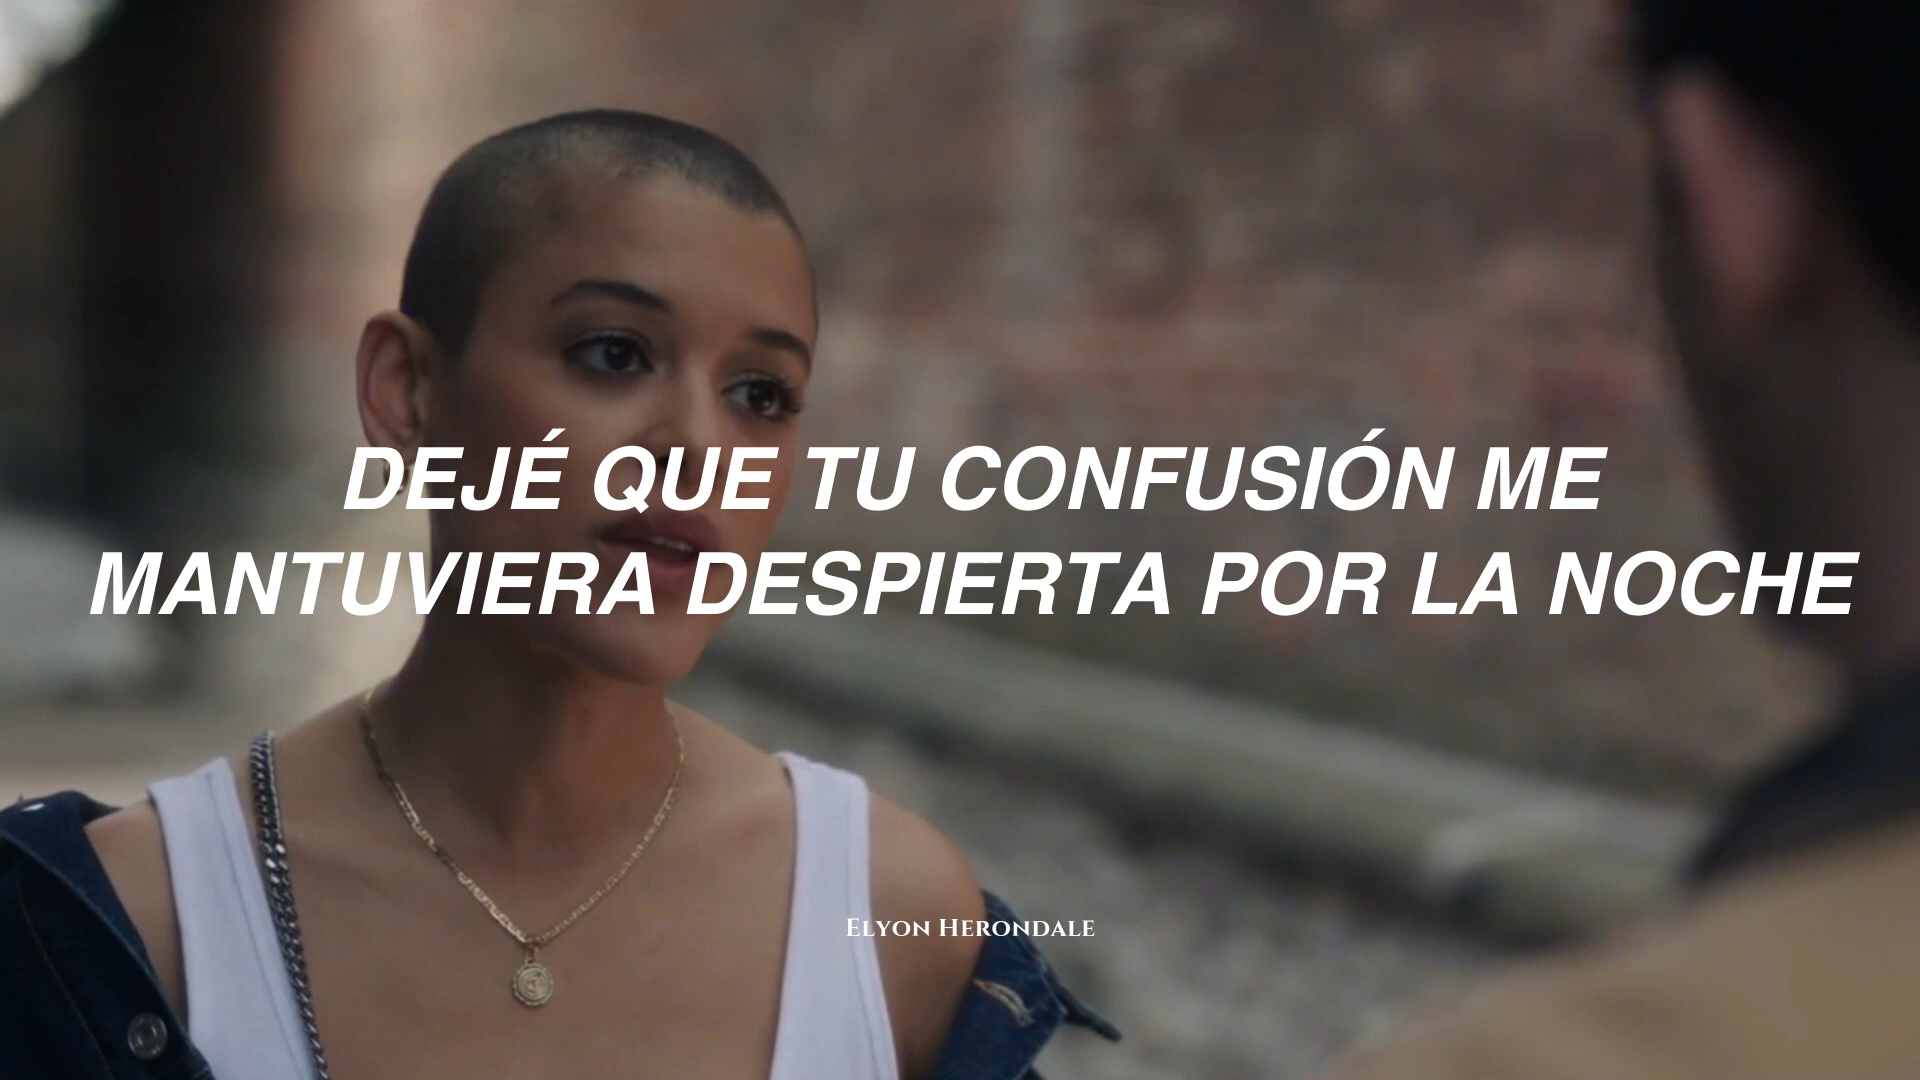 DEJÉ QUE TU CONFUSIÓN ME
MANTUVIERA DESPIERTA POR LA NOCHE
Elyon Herondale